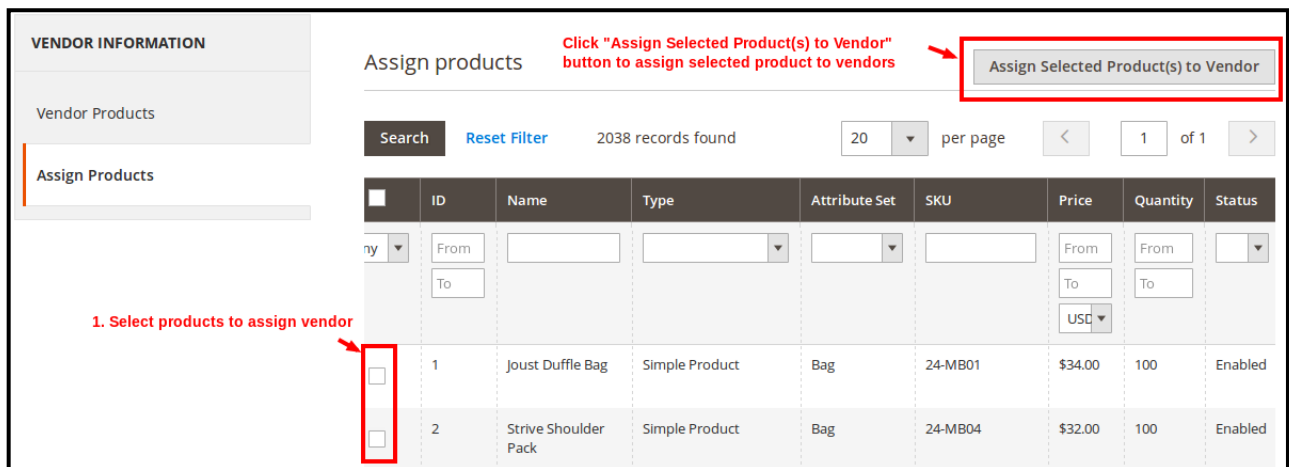 VENDOR INFORMATION
Vendor Products
Assign Products
Assign products
Click "Assign Selected Product(s) to Vendor"
button to assign selected product to vendors
Assign Selected Product(s) to Vendor
Search Reset Filter 2038 records found 20 per page 1 of 1
ID Name Type Attribute Set SKU Price Quantity Status
ny From From From
To To To
USD
1. Select products to assign vendor
1 Joust Duffle Bag Simple Product Bag 24-MB01 $34.00 100 Enabled
2 Strive Shoulder Simple Product Bag 24-MB04 $32.00 100 Enabled
Pack